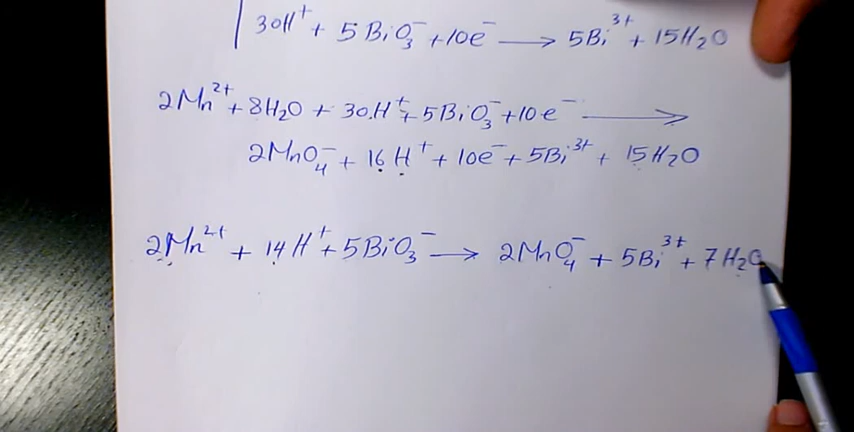 30H⁺ + 5BiO₃⁻ + 10e⁻ ⟶ 5Bi³⁺ + 15H₂O
2Mn²⁺ + 8H₂O + 30H⁺ + 5BiO₃⁻ + 10e⁻ ⟶
2MnO₄⁻ + 16H⁺ + 10e⁻ + 5Bi³⁺ + 15H₂O
2Mn²⁺ + 14H⁺ + 5BiO₃⁻ ⟶ 2MnO₄⁻ + 5Bi³⁺ + 7H₂O